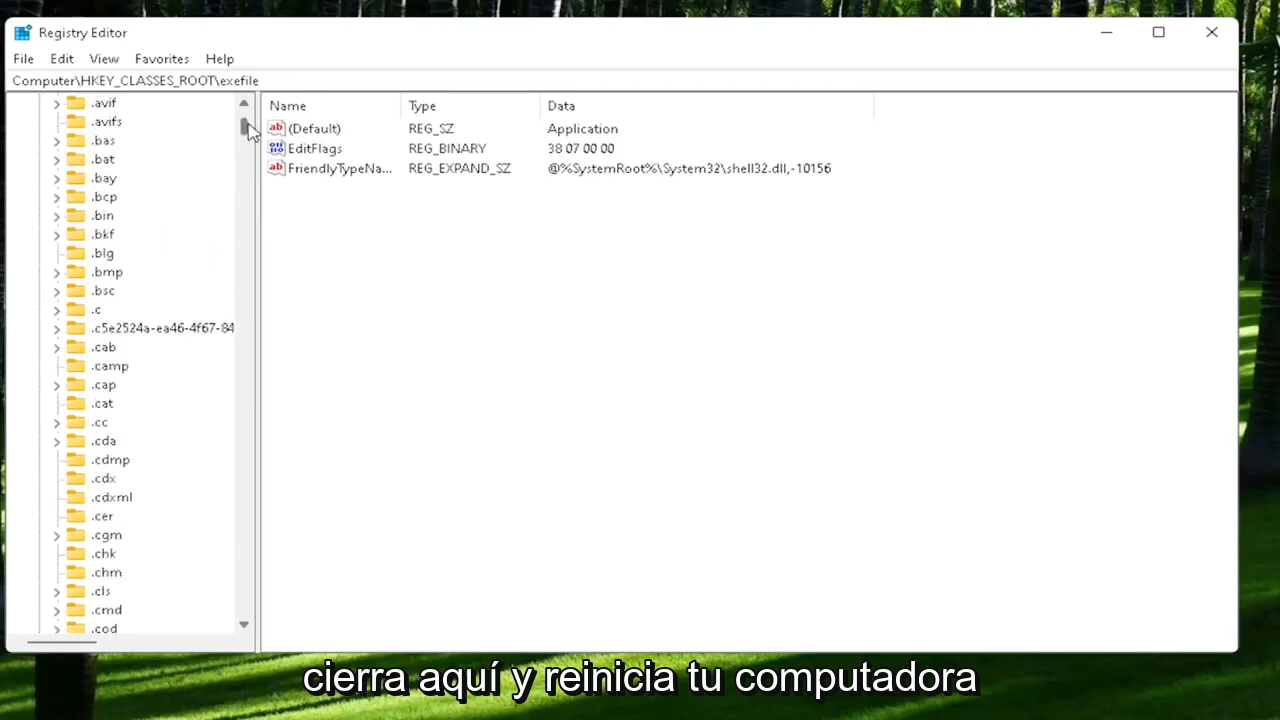 Registry Editor
File Edit View Favorites Help
Computer\HKEY_CLASSES_ROOT\exefile
.avif
.avifs
.bas
.bat
.bay
.bcp
.bin
.bkf
.blg
.bmp
.bsc
.c
.c5e2524a-ea46-4f67-84
.cab
.camp
.cap
.cat
.cc
.cda
.cdmp
.cdx
.cdxml
.cer
.cgm
.chk
.chm
.cls
.cmd
.cod
Name Type Data
(Default) REG_SZ Application
EditFlags REG_BINARY 38 07 00 00
FriendlyTypeNa... REG_EXPAND_SZ @%SystemRoot%\System32\shell32.dll,-10156
cierra aquí y reinicia tu computadora